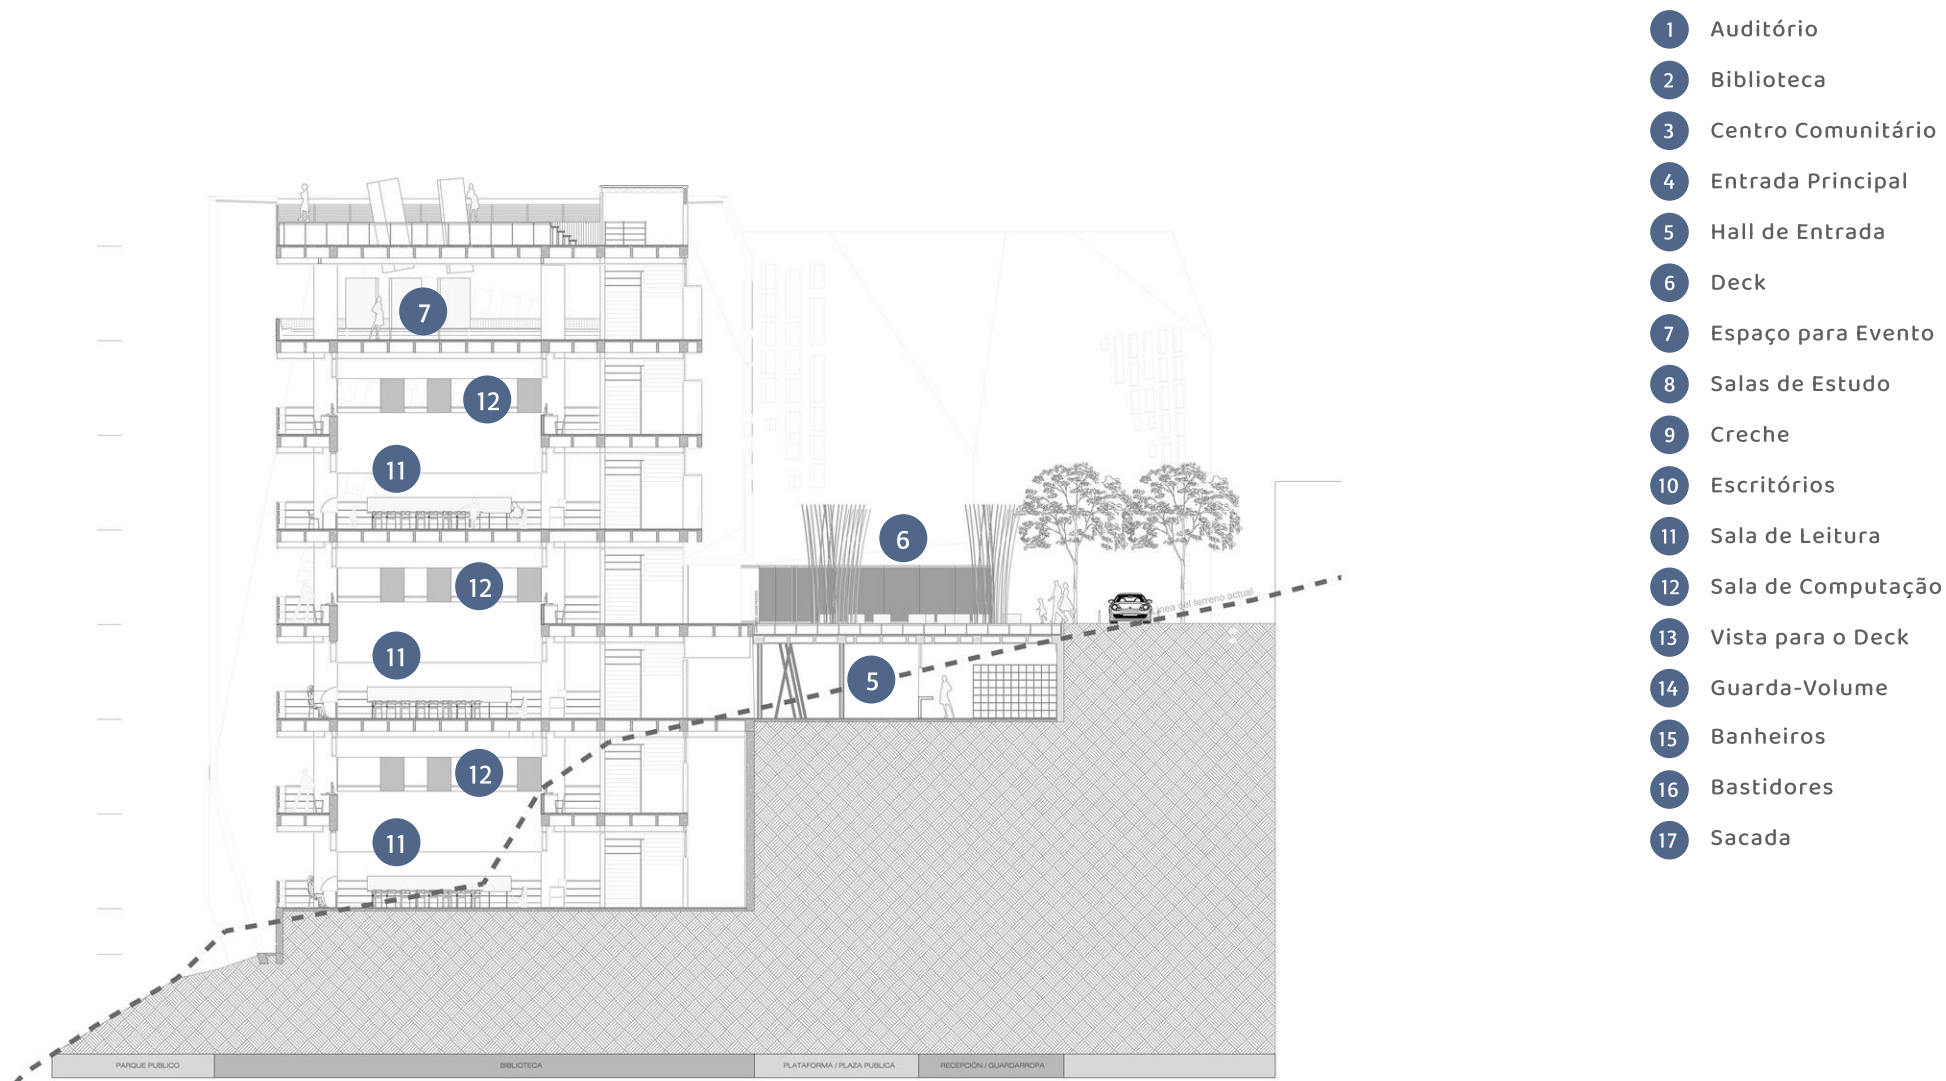 1 Auditório
2 Biblioteca
3 Centro Comunitário
4 Entrada Principal
5 Hall de Entrada
6 Deck
7 Espaço para Evento
8 Salas de Estudo
9 Creche
10 Escritórios
11 Sala de Leitura
12 Sala de Computação
13 Vista para o Deck
14 Guarda-Volume
15 Banheiros
16 Bastidores
17 Sacada
7
12
11
6
12
del terreno actual
11
5
12
11
PARQUE PUBLICO
BIBLIOTECA
PLATAFORMA / PLAZA PUBLICA
RECEPCIÓN / GUARDARROPA